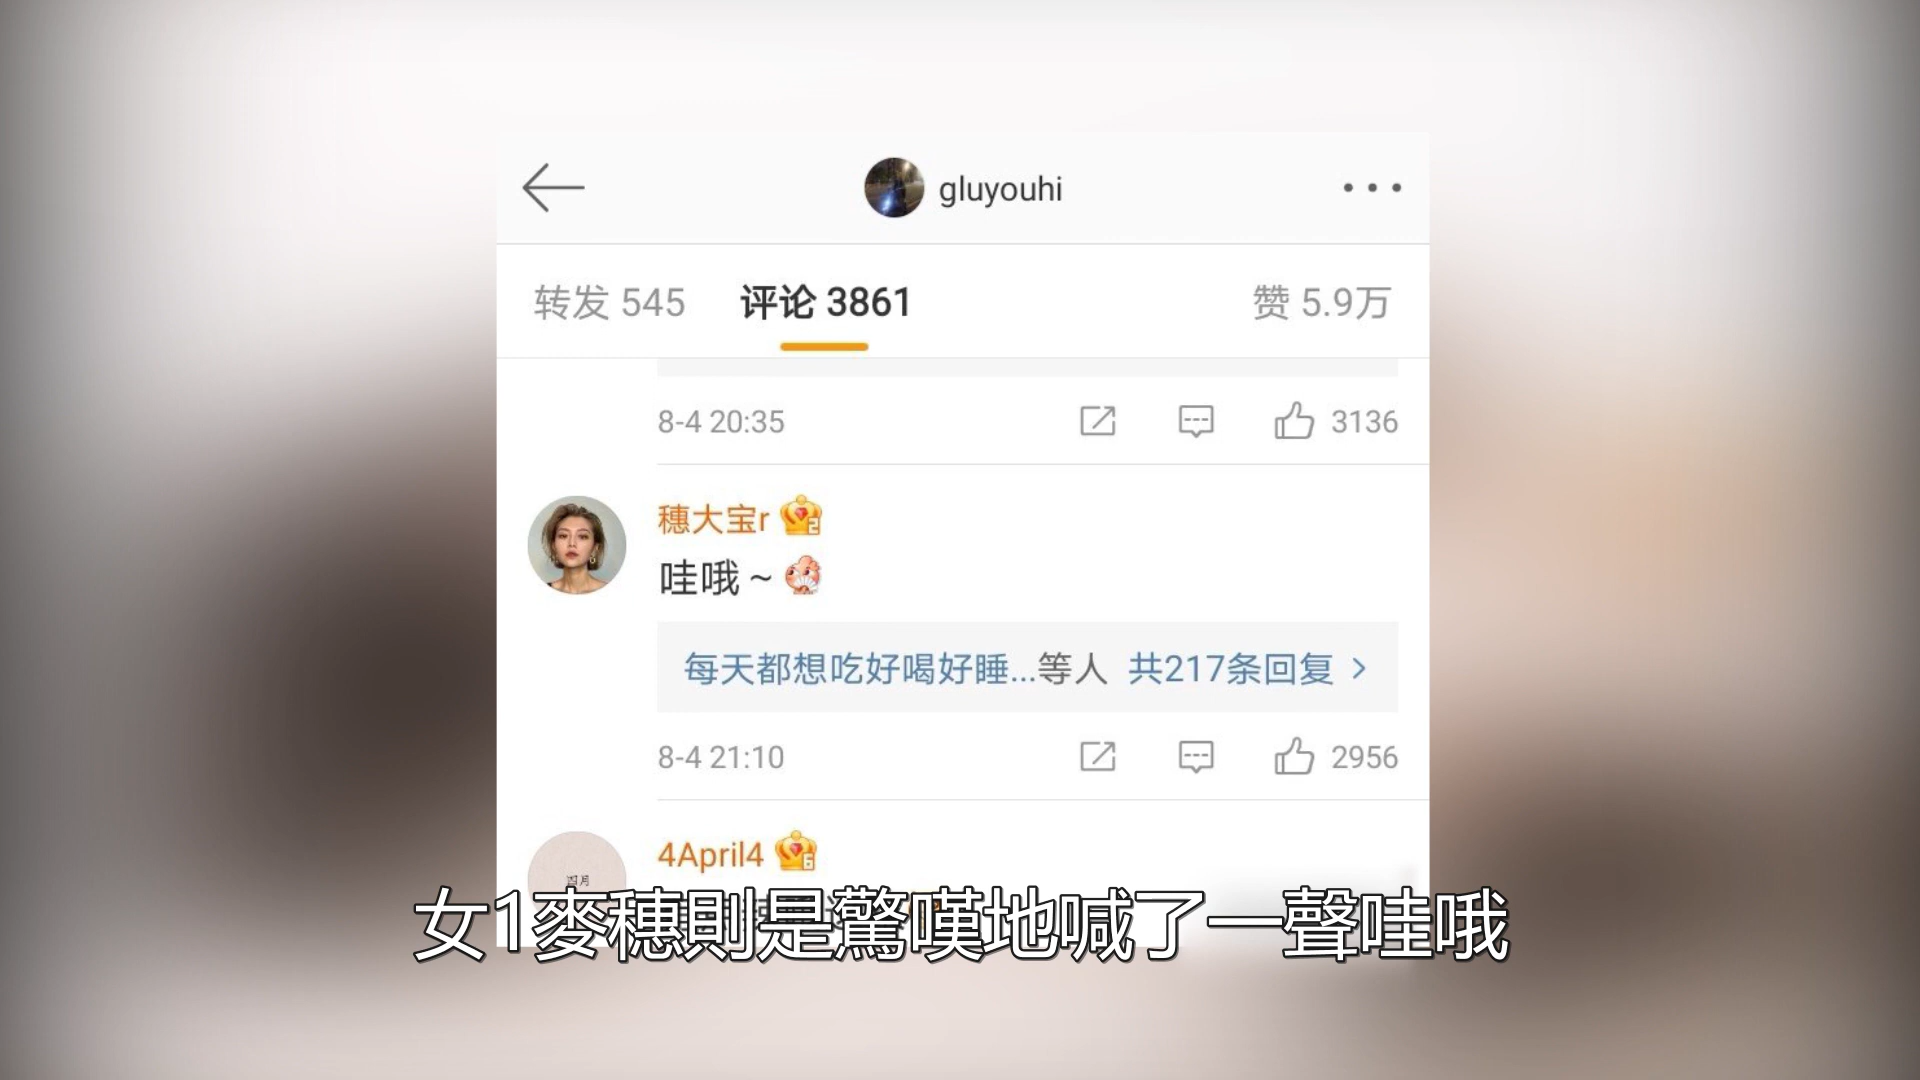 gluyouhi
转发 545 评论 3861 赞 5.9万
8-4 20:35 3136
穗大宝r
哇哦~
每天都想吃好喝好睡...等人 共217条回复 >
8-4 21:10 2956
4April4
四月
女1麥穗則是驚嘆地喊了一聲哇哦